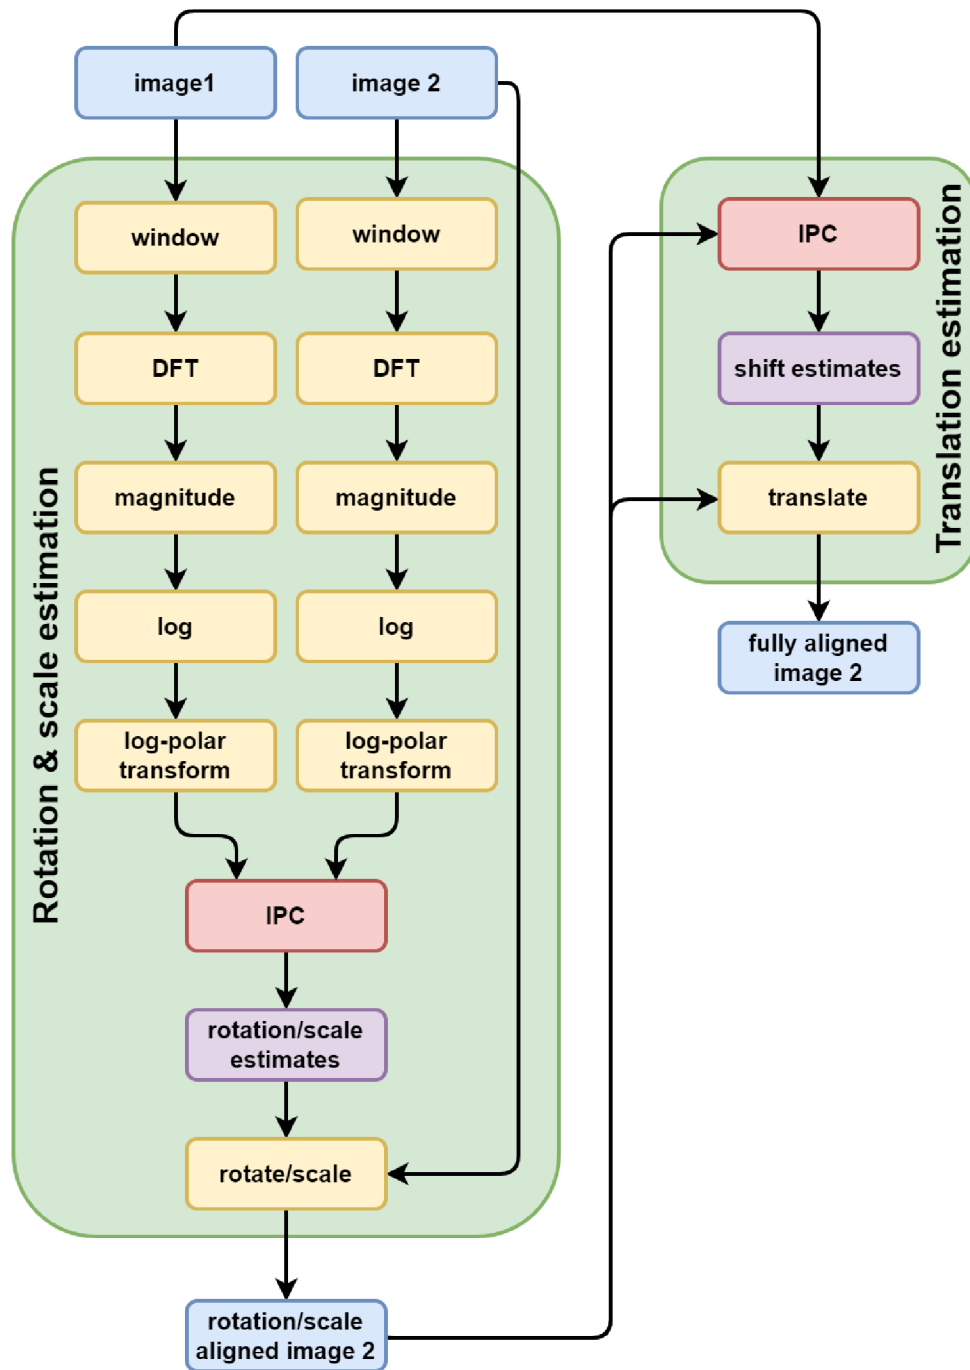 image1
image 2
window
window
DFT
DFT
magnitude
magnitude
log
log
log-polar
transform
log-polar
transform
IPC
rotation/scale
estimates
rotate/scale
Rotation & scale estimation
rotation/scale
aligned image 2
IPC
shift estimates
translate
Translation estimation
fully aligned
image 2